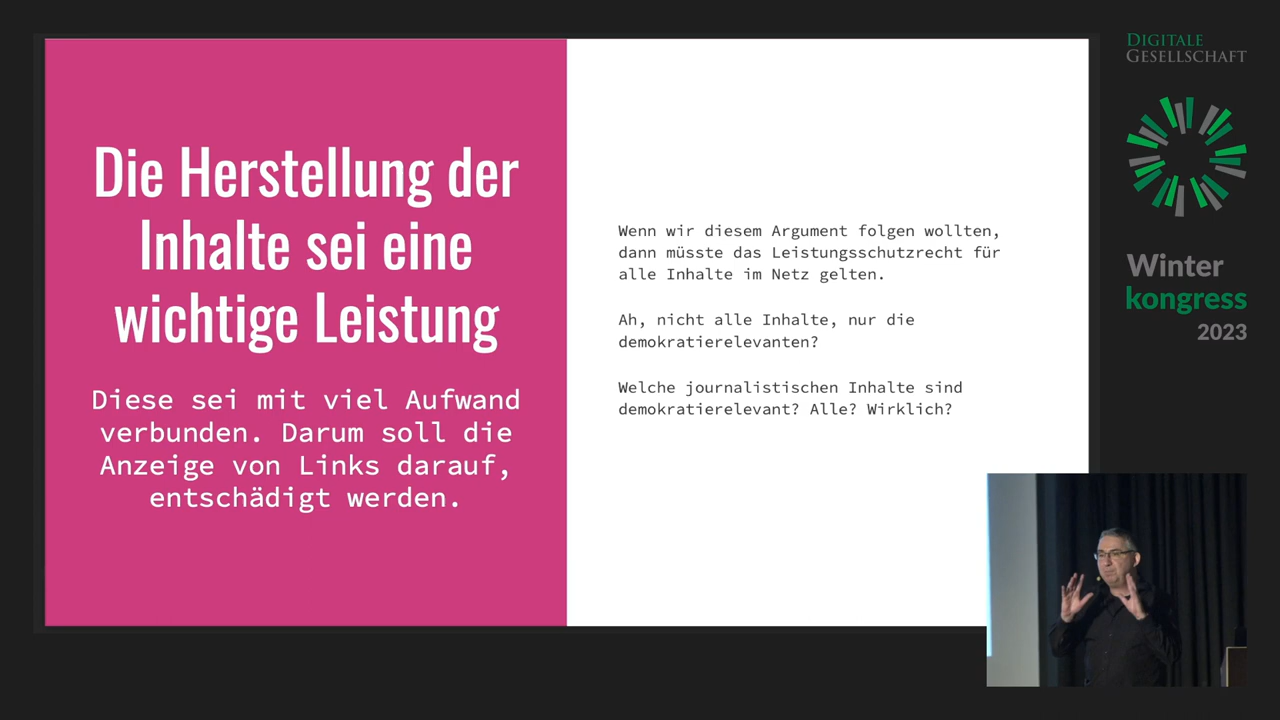 Die Herstellung der
Inhalte sei eine
wichtige Leistung
Diese sei mit viel Aufwand
verbunden. Darum soll die
Anzeige von Links darauf,
entschädigt werden.
Wenn wir diesem Argument folgen wollten,
dann müsste das Leistungsschutzrecht für
alle Inhalte im Netz gelten.
Ah, nicht alle Inhalte, nur die
demokratierelevanten?
Welche journalistischen Inhalte sind
demokratierelevant? Alle? Wirklich?
DIGITALE
GESELLSCHAFT
Winter
kongress
2023